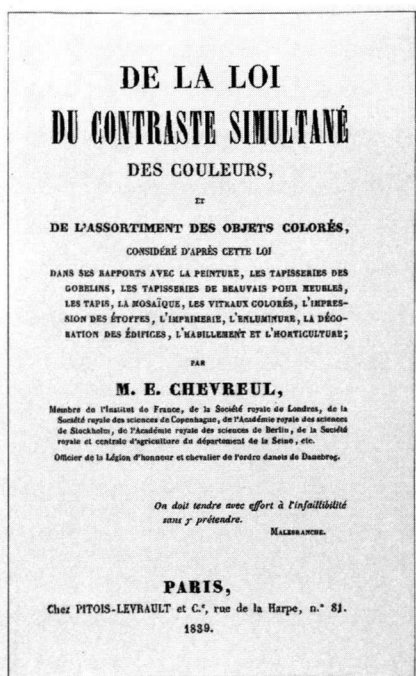 DE LA LOI
DU CONTRASTE SIMULTANÉ
DES COULEURS,
ET
DE L'ASSORTIMENT DES OBJETS COLORÉS,
CONSIDÉRÉ D'APRÈS CETTE LOI
DANS SES RAPPORTS AVEC LA PEINTURE, LES TAPISSERIES DES
GOBELINS, LES TAPISSERIES DE BEAUVAIS POUR MEUBLES,
LES TAPIS, LA MOSAÏQUE, LES VITRAUX COLORÉS, L'IMPRES-
SION DES ÉTOFFES, L'IMPRIMERIE, L'ENLUMINURE, LA DÉCO-
RATION DES ÉDIFICES, L'HABILLEMENT ET L'HORTICULTURE;
PAR
M. E. CHEVREUL,
Membre de l'Institut de France, de la Société royale de Londres, de la
Société royale des sciences de Copenhague, de l'Académie royale des sciences
de Stockholm, de l'Académie royale des sciences de Berlin, de la Société
royale et centrale d'agriculture du département de la Seine, etc.
Officier de la Légion d'honneur et chevalier de l'ordre danois de Danebrog.
On doit tendre avec effort à l'infaillibilité
sans y prétendre.
MALEBRANCHE.
PARIS,
Chez PITOIS-LEVRAULT et C.e, rue de la Harpe, n.° 81.
1839.